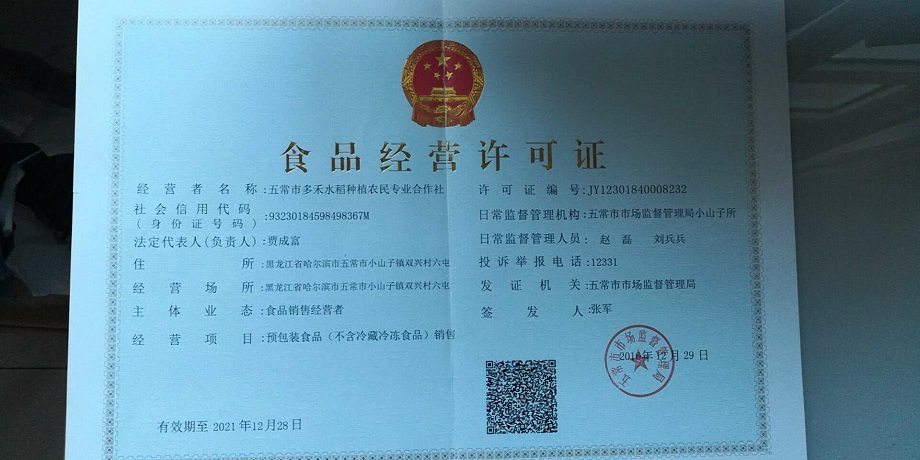 食品经营许可证
经营者名称:五常市多禾水稻种植农民专业合作社
社会信用代码
(身份证号码):93230184598498367M
法定代表人(负责人):贾成富
住所:黑龙江省哈尔滨市五常市小山子镇双兴村六屯
经营场所:黑龙江省哈尔滨市五常市小山子镇双兴村六屯
主体业态:食品销售经营者
经营项目:预包装食品(不含冷藏冷冻食品)销售
有效期至 2021年12月28日
许可证编号:JY12301840008232
日常监督管理机构:五常市市场监督管理局小山子所
日常监督管理人员:赵磊 刘兵兵
投诉举报电话:12331
发证机关:五常市市场监督管理局
签发人:张军
2016年12月29日
五常市市场监督管理局